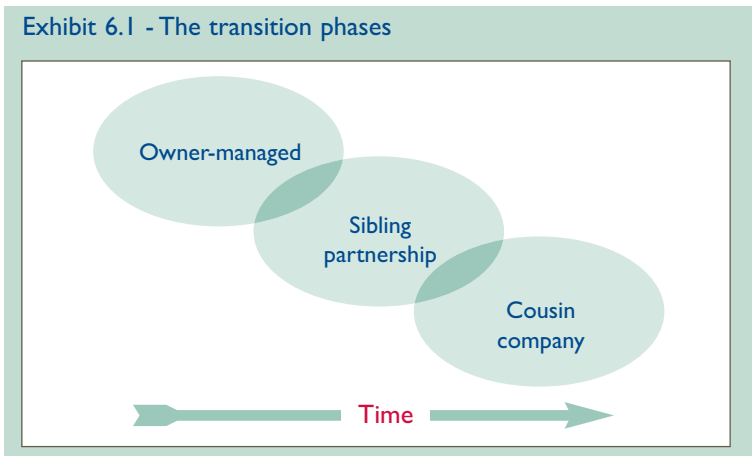 Exhibit 6.1 - The transition phases
Owner-managed
Sibling
partnership
Cousin
company
Time